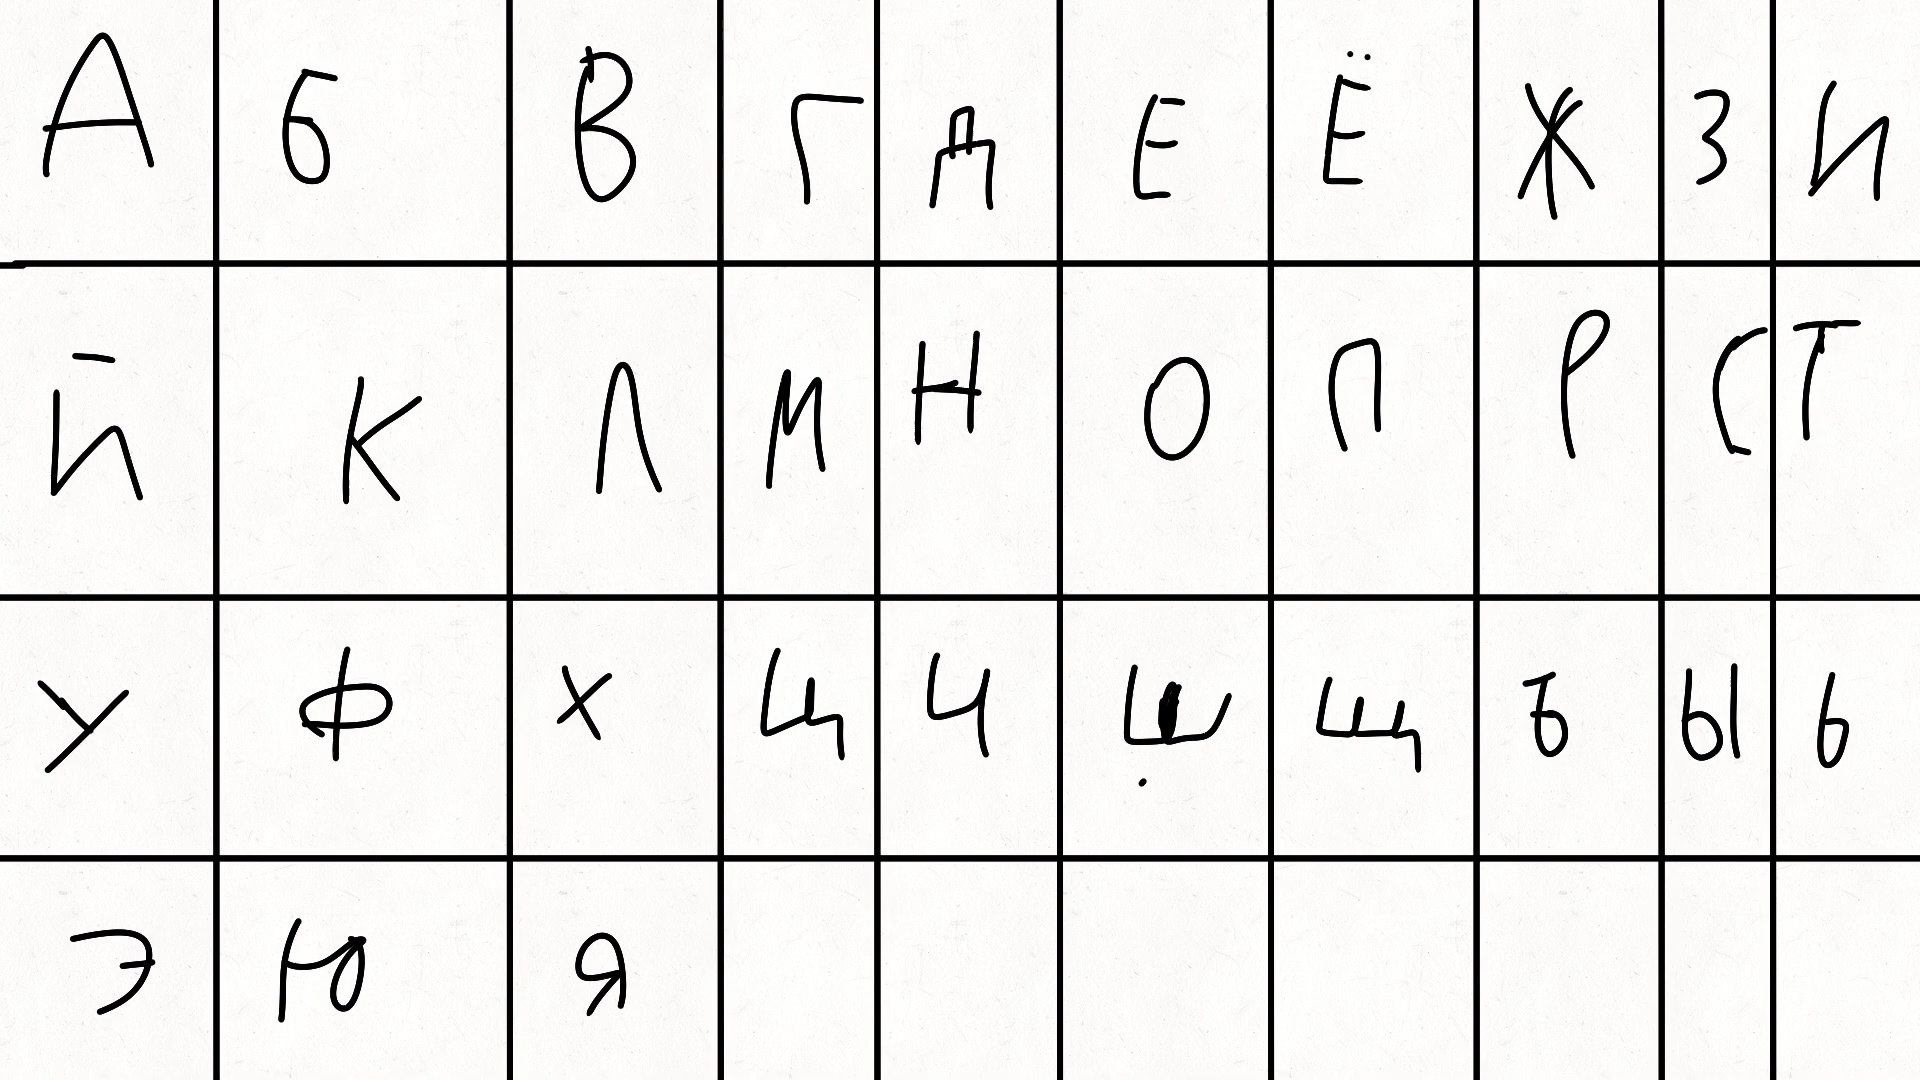 А Б В Г Д Е Ё Ж З И
Й К Л М Н О П Р С Т
У Ф Х Ц Ч Ш Щ Ъ Ы Ь
Э Ю Я